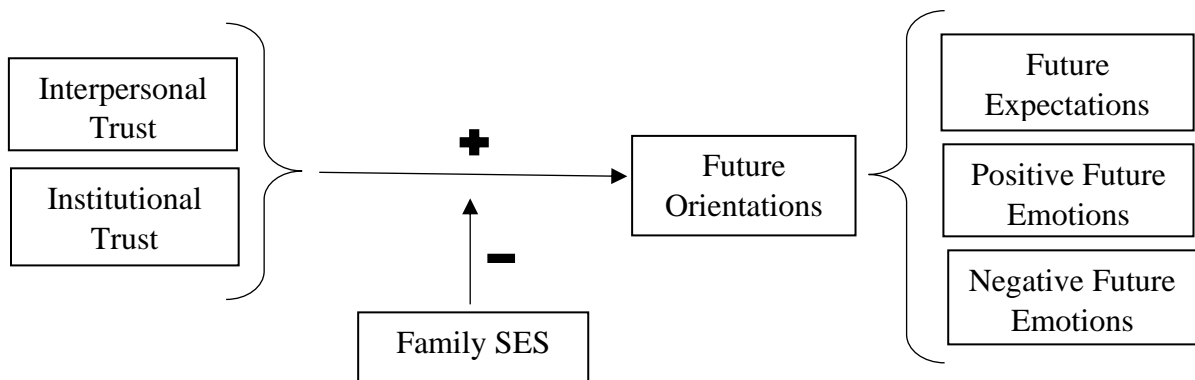 Interpersonal
Trust
Institutional
Trust
+
–
Family SES
Future
Orientations
Future
Expectations
Positive Future
Emotions
Negative Future
Emotions